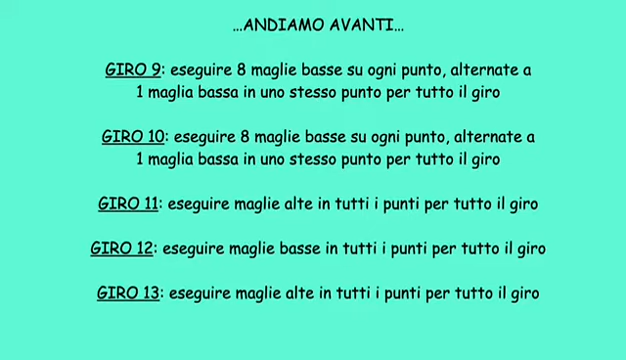 ...ANDIAMO AVANTI...
GIRO 9: eseguire 8 maglie basse su ogni punto, alternate a
1 maglia bassa in uno stesso punto per tutto il giro
GIRO 10: eseguire 8 maglie basse su ogni punto, alternate a
1 maglia bassa in uno stesso punto per tutto il giro
GIRO 11: eseguire maglie alte in tutti i punti per tutto il giro
GIRO 12: eseguire maglie basse in tutti i punti per tutto il giro
GIRO 13: eseguire maglie alte in tutti i punti per tutto il giro